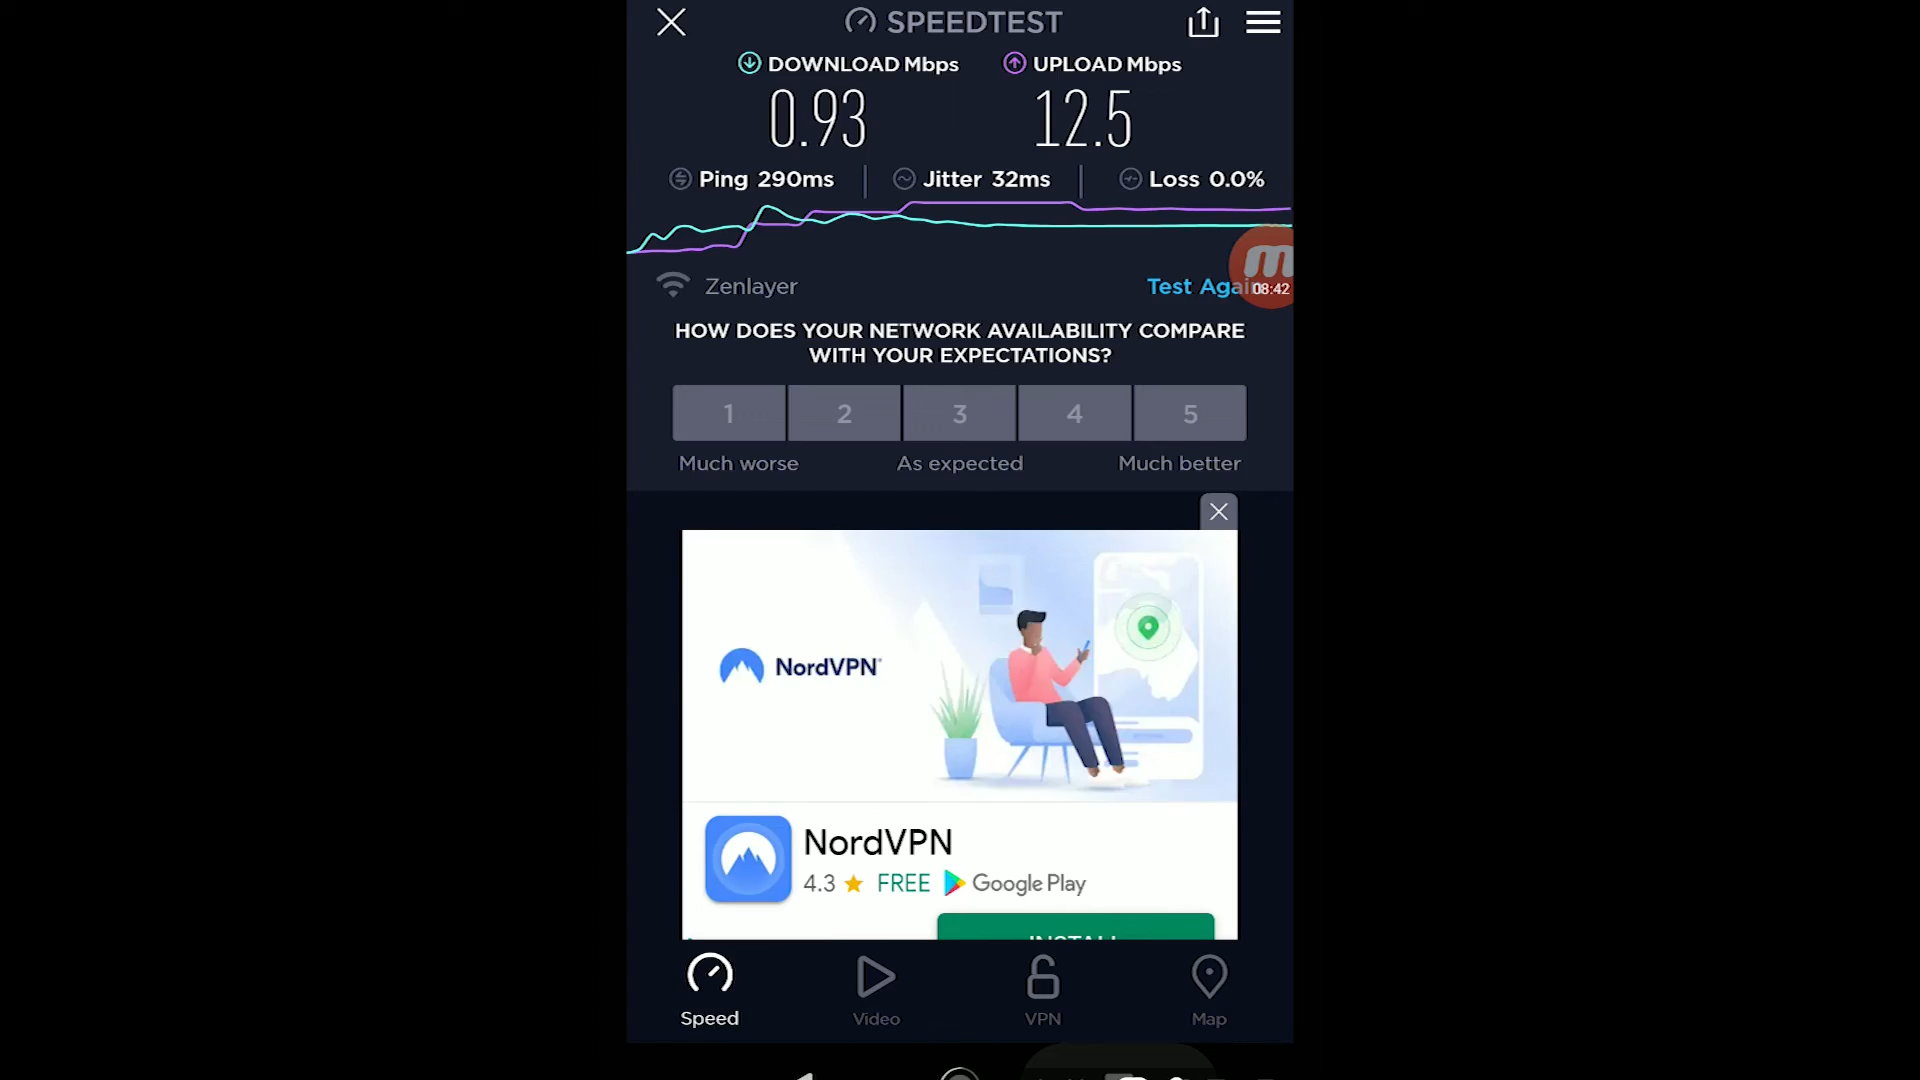 SPEEDTEST
DOWNLOAD Mbps
UPLOAD Mbps
0.93
12.5
Ping 290ms
Jitter 32ms
Loss 0.0%
Zenlayer
Test Again
08:42
HOW DOES YOUR NETWORK AVAILABILITY COMPARE
WITH YOUR EXPECTATIONS?
1 2 3 4 5
Much worse
As expected
Much better
NordVPN
NordVPN
4.3 FREE Google Play
INSTALL
Speed
Video
VPN
Map